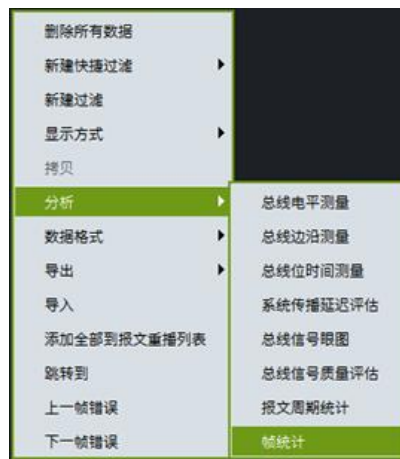 删除所有数据
新建快捷过滤
新建过滤
显示方式
拷贝
分析
数据格式
导出
导入
添加全部到报文重播列表
跳转到
上一帧错误
下一帧错误
总线电平测量
总线边沿测量
总线位时间测量
系统传播延迟评估
总线信号眼图
总线信号质量评估
报文周期统计
帧统计